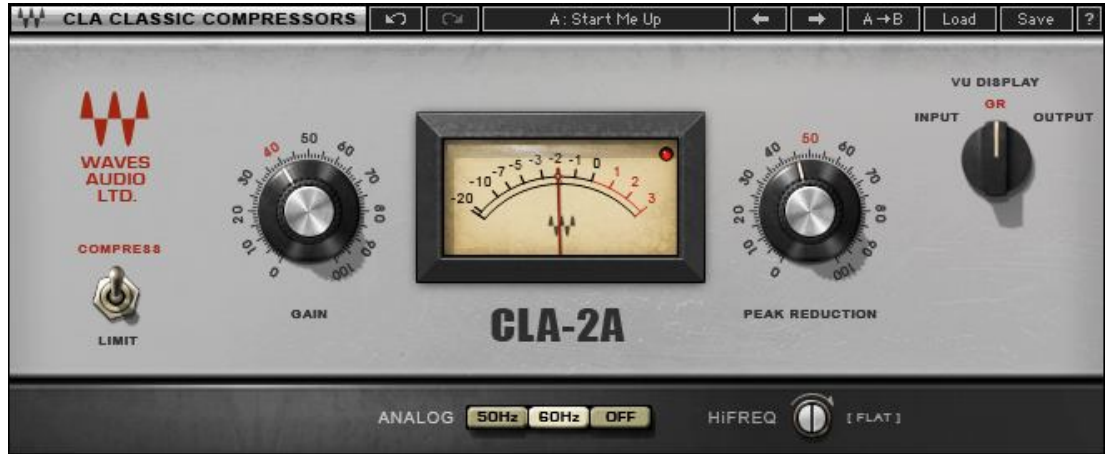 CLA CLASSIC COMPRESSORS A: Start Me Up A→B Load Save ?
VU DISPLAY
INPUT GR OUTPUT
WAVES
AUDIO
LTD.
COMPRESS
LIMIT
0 10 20 30 40 50 60 70 80 90 100
GAIN
-20 -10 -7 -5 -3 -2 -1 0 1 2 3
CLA-2A
0 10 20 30 40 50 60 70 80 90 100
PEAK REDUCTION
ANALOG 50Hz 60Hz OFF HiFREQ [ FLAT ]